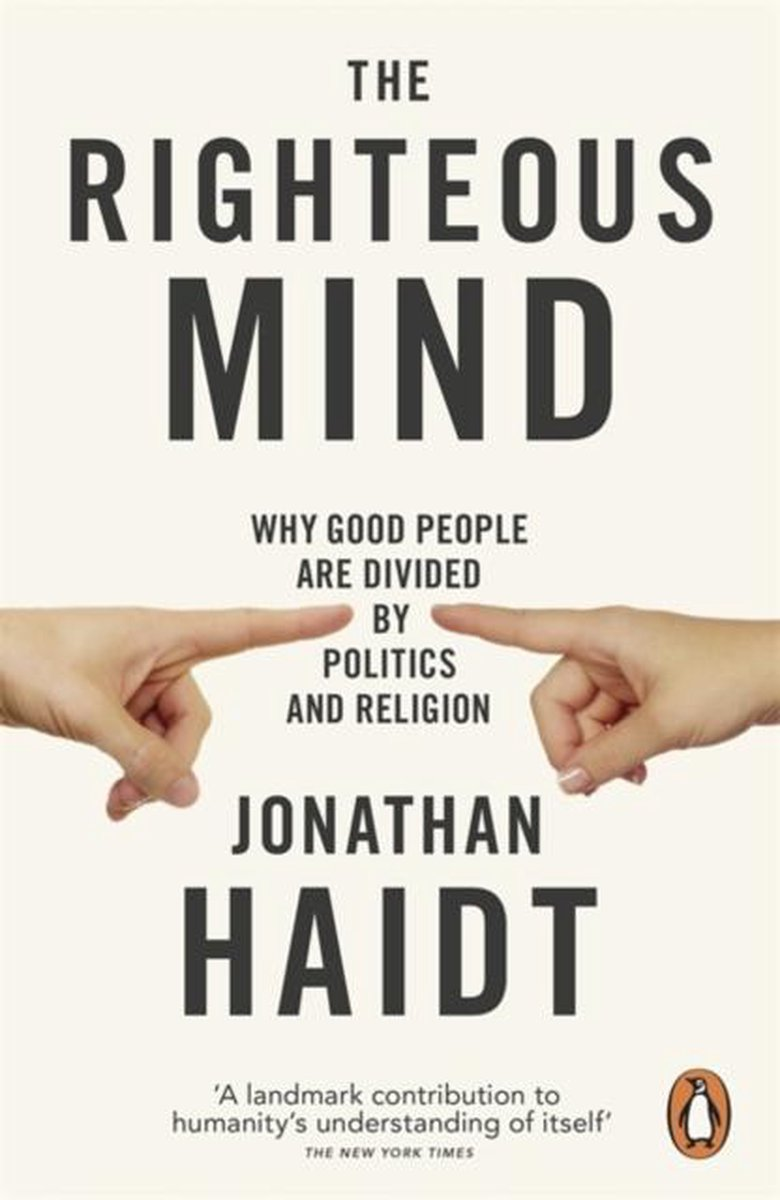 THE
RIGHTEOUS
MIND
WHY GOOD PEOPLE
ARE DIVIDED
BY
POLITICS
AND RELIGION
JONATHAN
HAIDT
‘A landmark contribution to
humanity’s understanding of itself’
THE NEW YORK TIMES